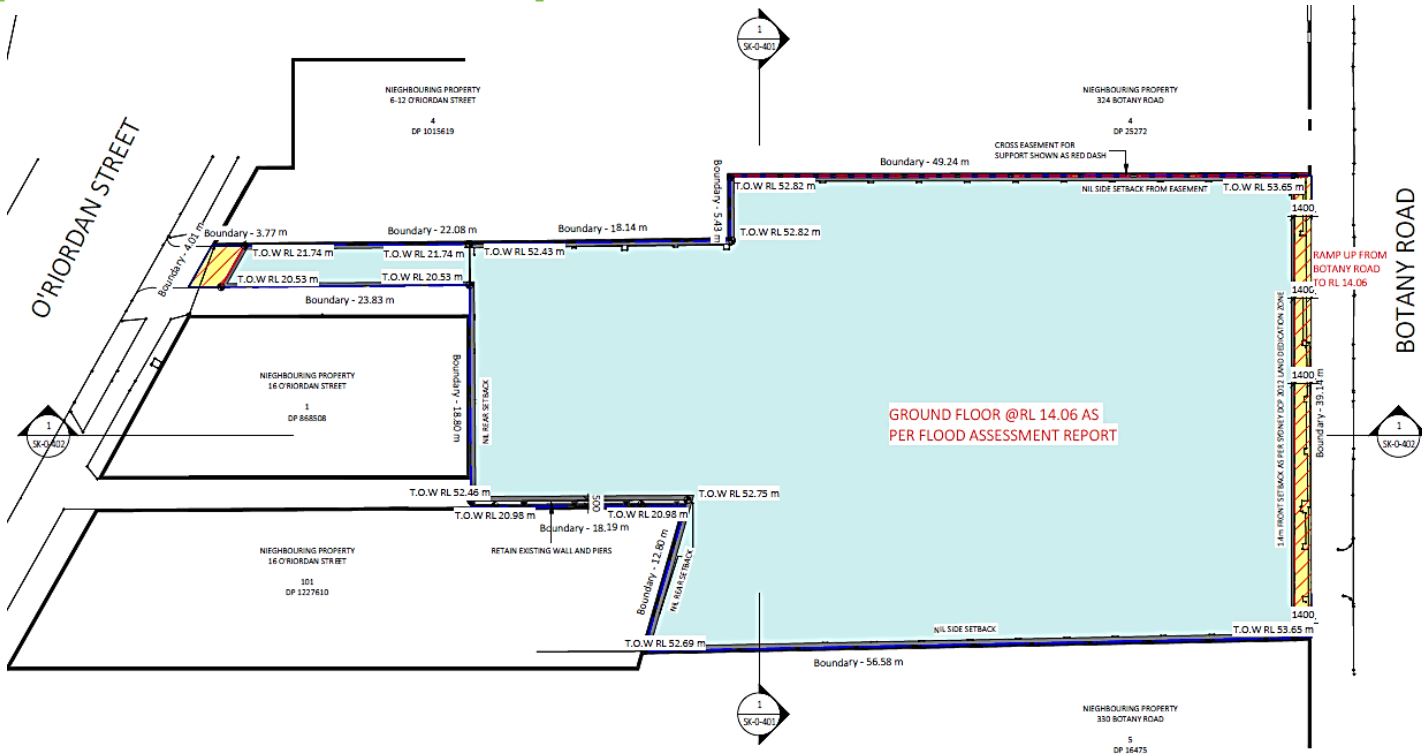 1
SK-0-401
NIEGHBOURING PROPERTY
6-12 O'RIORDAN STREET
4
DP 1015619
NIEGHBOURING PROPERTY
324 BOTANY ROAD
4
DP 25272
O'RIORDAN STREET
CROSS EASEMENT FOR
SUPPORT SHOWN AS RED DASH
Boundary - 49.24 m
Boundary - 5.43 m
T.O.W RL 52.82 m
NIL SIDE SETBACK FROM EASEMENT
T.O.W RL 53.65 m
1400
BOTANY ROAD
Boundary - 4.01 m
Boundary - 3.77 m
Boundary - 22.08 m
Boundary - 18.14 m
T.O.W RL 52.82 m
T.O.W RL 21.74 m
T.O.W RL 21.74 m
T.O.W RL 52.43 m
RAMP UP FROM
BOTANY ROAD
TO RL 14.06
T.O.W RL 20.53 m
T.O.W RL 20.53 m
1400
Boundary - 23.83 m
1.4m FRONT SETBACK AS PER SYDNEY DCP 2012 LAND DEDICATION ZONE
NIEGHBOURING PROPERTY
16 O'RIORDAN STREET
1
DP 868508
Boundary - 18.80 m
NIL REAR SETBACK
1400
Boundary - 39.14 m
GROUND FLOOR @RL 14.06 AS
PER FLOOD ASSESSMENT REPORT
1
SK-0-402
1
SK-0-402
T.O.W RL 52.46 m
T.O.W RL 52.75 m
500
T.O.W RL 20.98 m
T.O.W RL 20.98 m
Boundary - 18.19 m
RETAIN EXISTING WALL AND PIERS
NIEGHBOURING PROPERTY
16 O'RIORDAN STREET
101
DP 1227610
Boundary - 12.80 m
NIL REAR SETBACK
1400
T.O.W RL 52.69 m
NIL SIDE SETBACK
T.O.W RL 53.65 m
Boundary - 56.58 m
1
SK-0-401
NIEGHBOURING PROPERTY
330 BOTANY ROAD
5
DP 16475